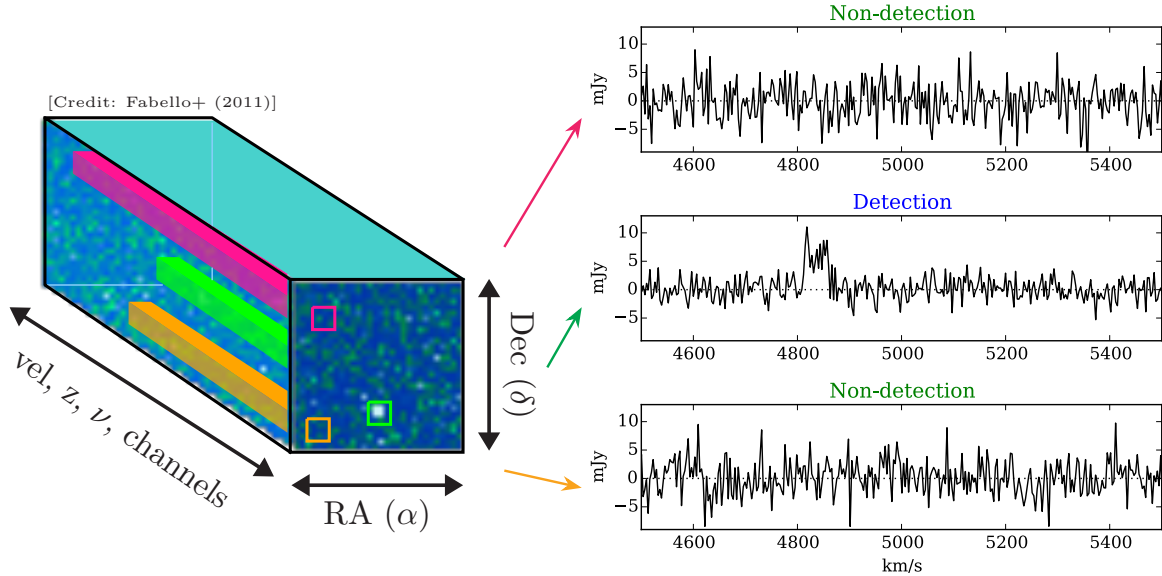 [Credit: Fabello+ (2011)]
vel, z, ν, channels
RA (α)
Dec (δ)
Non-detection
mJy
10
5
0
−5
4600 4800 5000 5200 5400
Detection
mJy
10
5
0
−5
4600 4800 5000 5200 5400
Non-detection
mJy
10
5
0
−5
4600 4800 5000 5200 5400
km/s